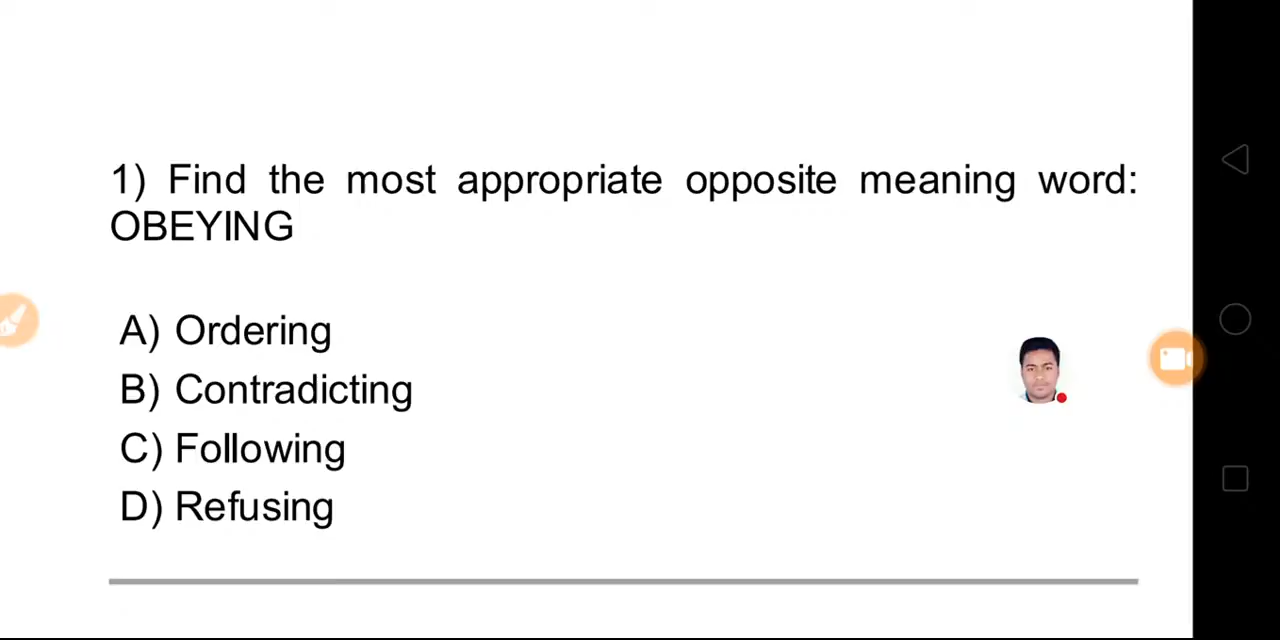 1) Find the most appropriate opposite meaning word:
OBEYING
A) Ordering
B) Contradicting
C) Following
D) Refusing